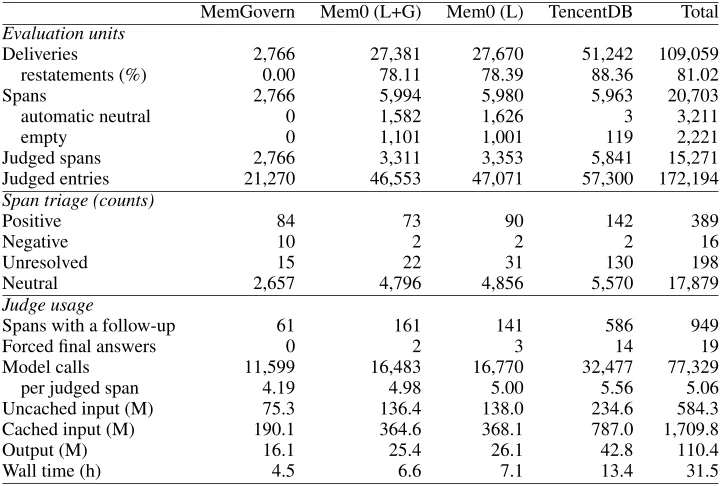 MemGovern Mem0 (L+G) Mem0 (L) TencentDB Total
Evaluation units
Deliveries 2,766 27,381 27,670 51,242 109,059
restatements (%) 0.00 78.11 78.39 88.36 81.02
Spans 2,766 5,994 5,980 5,963 20,703
automatic neutral 0 1,582 1,626 3 3,211
empty 0 1,101 1,001 119 2,221
Judged spans 2,766 3,311 3,353 5,841 15,271
Judged entries 21,270 46,553 47,071 57,300 172,194
Span triage (counts)
Positive 84 73 90 142 389
Negative 10 2 2 2 16
Unresolved 15 22 31 130 198
Neutral 2,657 4,796 4,856 5,570 17,879
Judge usage
Spans with a follow-up 61 161 141 586 949
Forced final answers 0 2 3 14 19
Model calls 11,599 16,483 16,770 32,477 77,329
per judged span 4.19 4.98 5.00 5.56 5.06
Uncached input (M) 75.3 136.4 138.0 234.6 584.3
Cached input (M) 190.1 364.6 368.1 787.0 1,709.8
Output (M) 16.1 25.4 26.1 42.8 110.4
Wall time (h) 4.5 6.6 7.1 13.4 31.5